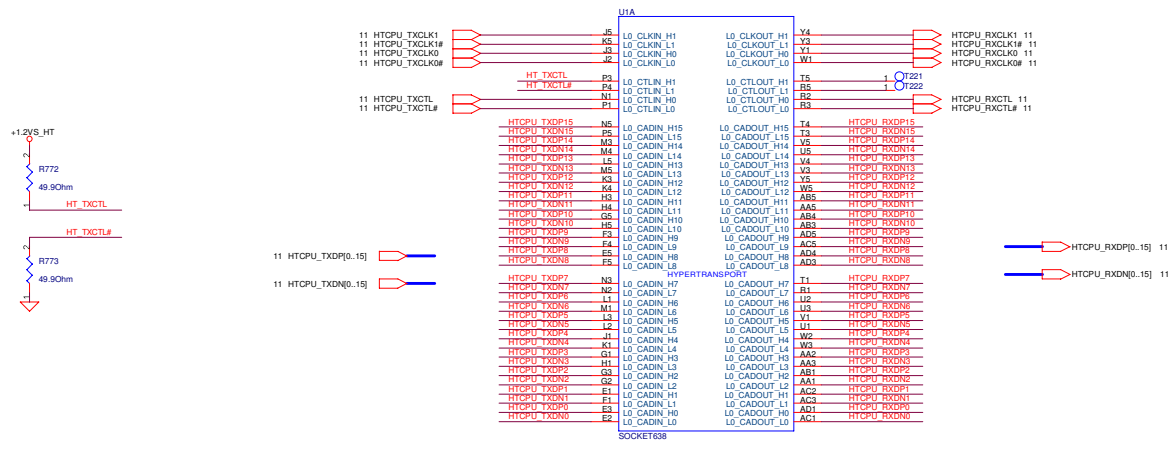 U1A
11 HTCPU_TXCLK1 J5 L0_CLKIN_H1 L0_CLKOUT_H1 Y4 HTCPU_RXCLK1 11
11 HTCPU_TXCLK1# K5 L0_CLKIN_L1 L0_CLKOUT_L1 Y3 HTCPU_RXCLK1# 11
11 HTCPU_TXCLK0 J3 L0_CLKIN_H0 L0_CLKOUT_H0 Y1 HTCPU_RXCLK0 11
11 HTCPU_TXCLK0# J2 L0_CLKIN_L0 L0_CLKOUT_L0 W1 HTCPU_RXCLK0# 11
HT_TXCTL P3 L0_CTLIN_H1 L0_CTLOUT_H1 T5 1 T221
HT_TXCTL# P4 L0_CTLIN_L1 L0_CTLOUT_L1 R5 1 T222
11 HTCPU_TXCTL N1 L0_CTLIN_H0 L0_CTLOUT_H0 R2 HTCPU_RXCTL 11
11 HTCPU_TXCTL# P1 L0_CTLIN_L0 L0_CTLOUT_L0 R3 HTCPU_RXCTL# 11
HTCPU_TXDP15 N5 L0_CADIN_H15 L0_CADOUT_H15 T4 HTCPU_RXDP15
HTCPU_TXDN15 P5 L0_CADIN_L15 L0_CADOUT_L15 T3 HTCPU_RXDN15
HTCPU_TXDP14 M3 L0_CADIN_H14 L0_CADOUT_H14 V5 HTCPU_RXDP14
HTCPU_TXDN14 M4 L0_CADIN_L14 L0_CADOUT_L14 U5 HTCPU_RXDN14
HTCPU_TXDP13 L5 L0_CADIN_H13 L0_CADOUT_H13 V4 HTCPU_RXDP13
HTCPU_TXDN13 M5 L0_CADIN_L13 L0_CADOUT_L13 V3 HTCPU_RXDN13
HTCPU_TXDP12 K3 L0_CADIN_H12 L0_CADOUT_H12 Y5 HTCPU_RXDP12
HTCPU_TXDN12 K4 L0_CADIN_L12 L0_CADOUT_L12 W5 HTCPU_RXDN12
HTCPU_TXDP11 H3 L0_CADIN_H11 L0_CADOUT_H11 AB5 HTCPU_RXDP11
HTCPU_TXDN11 H4 L0_CADIN_L11 L0_CADOUT_L11 AA5 HTCPU_RXDN11
HTCPU_TXDP10 G5 L0_CADIN_H10 L0_CADOUT_H10 AB4 HTCPU_RXDP10
HTCPU_TXDN10 H5 L0_CADIN_L10 L0_CADOUT_L10 AB3 HTCPU_RXDN10
HTCPU_TXDP9 F3 L0_CADIN_H9 L0_CADOUT_H9 AD5 HTCPU_RXDP9
HTCPU_TXDN9 F4 L0_CADIN_L9 L0_CADOUT_L9 AC5 HTCPU_RXDN9
HTCPU_TXDP8 E5 L0_CADIN_H8 L0_CADOUT_H8 AD4 HTCPU_RXDP8
HTCPU_TXDN8 F5 L0_CADIN_L8 L0_CADOUT_L8 AD3 HTCPU_RXDN8
HYPERTRANSPORT
HTCPU_TXDP7 N3 L0_CADIN_H7 L0_CADOUT_H7 T1 HTCPU_RXDP7
HTCPU_TXDN7 N2 L0_CADIN_L7 L0_CADOUT_L7 R1 HTCPU_RXDN7
HTCPU_TXDP6 L1 L0_CADIN_H6 L0_CADOUT_H6 U2 HTCPU_RXDP6
HTCPU_TXDN6 M1 L0_CADIN_L6 L0_CADOUT_L6 U3 HTCPU_RXDN6
HTCPU_TXDP5 L3 L0_CADIN_H5 L0_CADOUT_H5 V1 HTCPU_RXDP5
HTCPU_TXDN5 L2 L0_CADIN_L5 L0_CADOUT_L5 U1 HTCPU_RXDN5
HTCPU_TXDP4 J1 L0_CADIN_H4 L0_CADOUT_H4 W2 HTCPU_RXDP4
HTCPU_TXDN4 K1 L0_CADIN_L4 L0_CADOUT_L4 W3 HTCPU_RXDN4
HTCPU_TXDP3 G1 L0_CADIN_H3 L0_CADOUT_H3 AA2 HTCPU_RXDP3
HTCPU_TXDN3 H1 L0_CADIN_L3 L0_CADOUT_L3 AA3 HTCPU_RXDN3
HTCPU_TXDP2 G3 L0_CADIN_H2 L0_CADOUT_H2 AB1 HTCPU_RXDP2
HTCPU_TXDN2 G2 L0_CADIN_L2 L0_CADOUT_L2 AA1 HTCPU_RXDN2
HTCPU_TXDP1 E1 L0_CADIN_H1 L0_CADOUT_H1 AC2 HTCPU_RXDP1
HTCPU_TXDN1 F1 L0_CADIN_L1 L0_CADOUT_L1 AC3 HTCPU_RXDN1
HTCPU_TXDP0 E3 L0_CADIN_H0 L0_CADOUT_H0 AD1 HTCPU_RXDP0
HTCPU_TXDN0 E2 L0_CADIN_L0 L0_CADOUT_L0 AC1 HTCPU_RXDN0
SOCKET638
+1.2VS_HT
2
R772
49.9Ohm
1
HT_TXCTL
HT_TXCTL#
2
R773
49.9Ohm
1
11 HTCPU_TXDP[0..15]
11 HTCPU_TXDN[0..15]
HTCPU_RXDP[0..15] 11
HTCPU_RXDN[0..15] 11